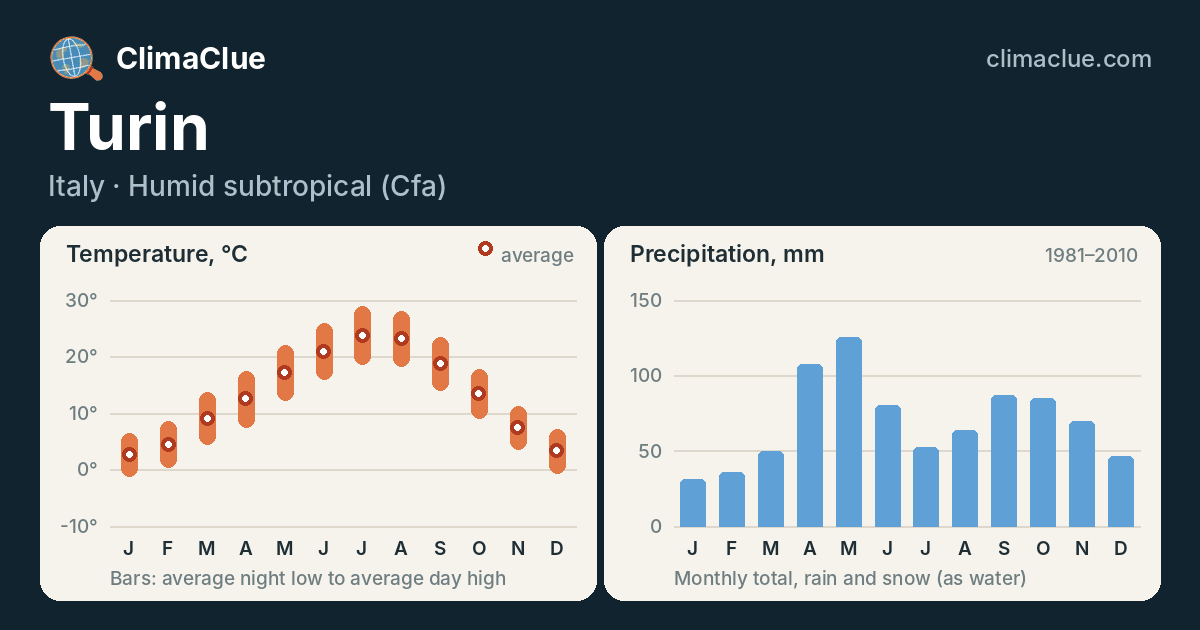 ClimaClue
climaclue.com
Turin
Italy · Humid subtropical (Cfa)
Temperature, °C
average
30°
20°
10°
0°
-10°
J F M A M J J A S O N D
Bars: average night low to average day high
Precipitation, mm
1981–2010
150
100
50
0
J F M A M J J A S O N D
Monthly total, rain and snow (as water)